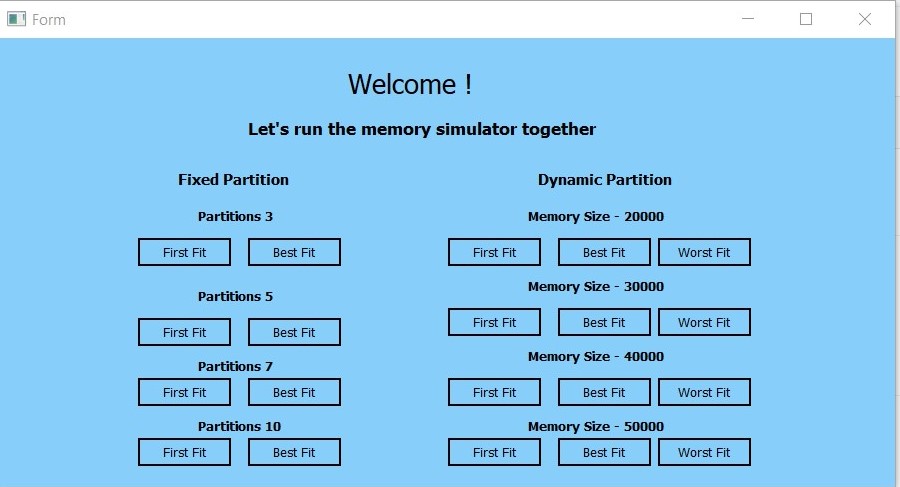 Form
Welcome !
Let's run the memory simulator together
Fixed Partition Dynamic Partition
Partitions 3 Memory Size - 20000
First Fit Best Fit First Fit Best Fit Worst Fit
Memory Size - 30000
Partitions 5
First Fit Best Fit Worst Fit
First Fit Best Fit
Memory Size - 40000
Partitions 7
First Fit Best Fit First Fit Best Fit Worst Fit
Partitions 10 Memory Size - 50000
First Fit Best Fit First Fit Best Fit Worst Fit